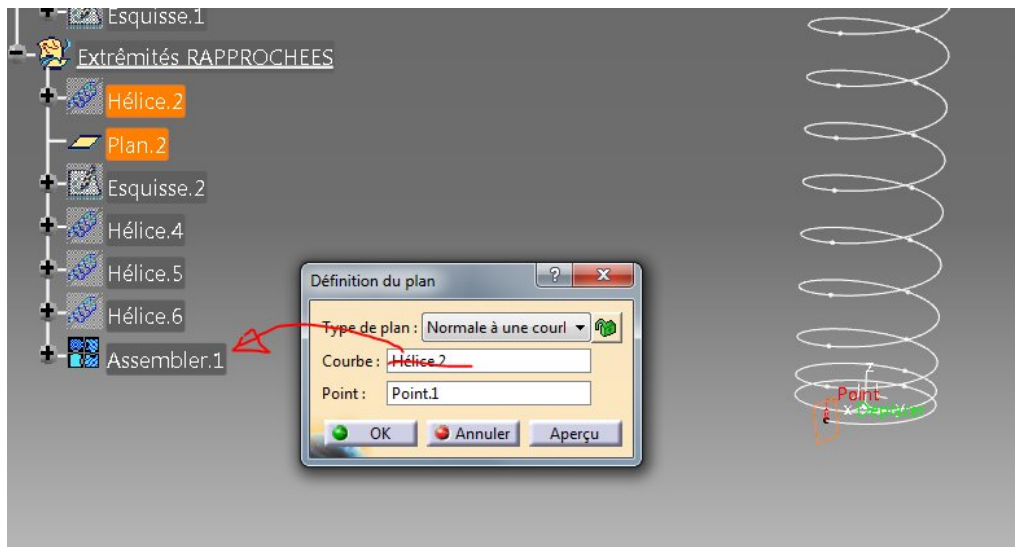 Esquisse.1
Extrêmités RAPPROCHEES
Hélice.2
Plan.2
Esquisse.2
Hélice.4
Hélice.5
Hélice.6
Assembler.1
Définition du plan
?
x
Type de plan : Normale à une courl
Courbe : Hélice.2
Point : Point.1
OK
Annuler
Aperçu
z
Point
x